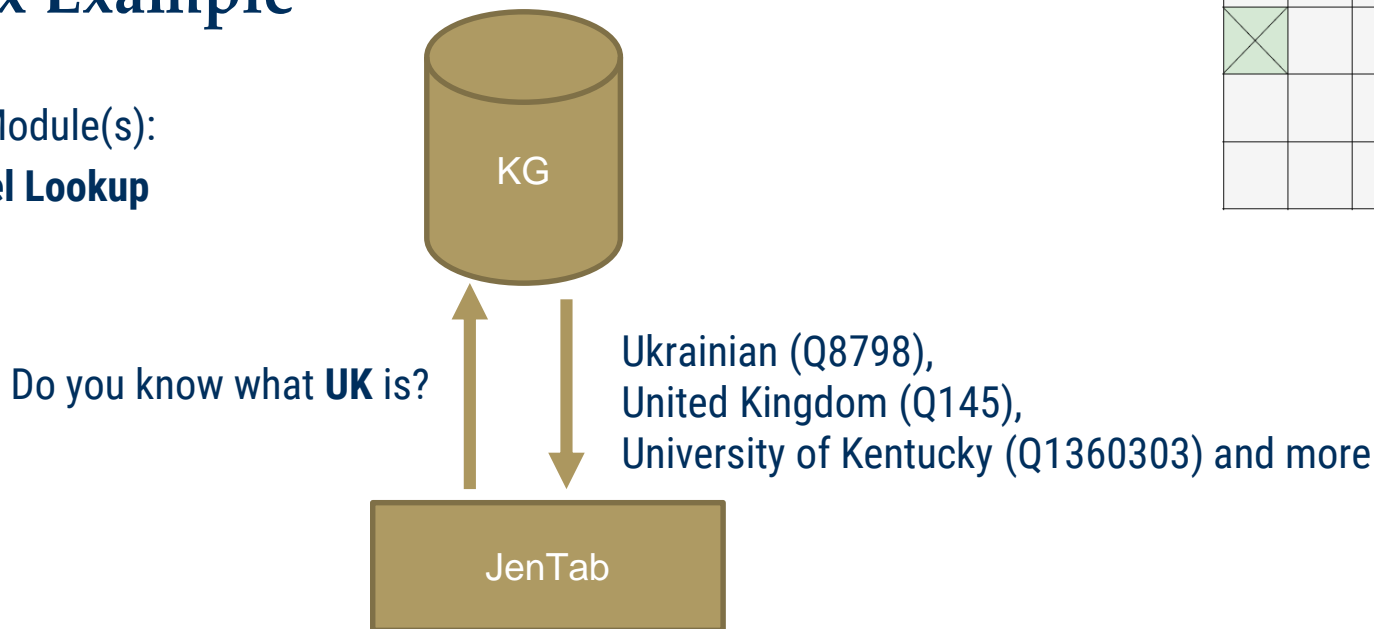 Example
KG
Lookup
Do you know what UK is?
Ukrainian (Q8798),
United Kingdom (Q145),
University of Kentucky (Q1360303) and more
JenTab